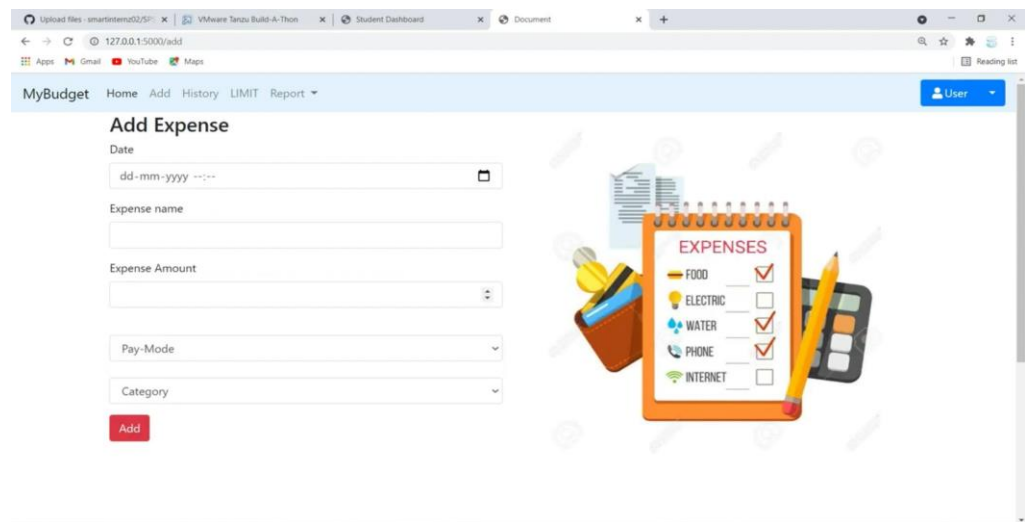 Upload files · smartinternz02/SPS
VMware Tanzu Build-A-Thon
Student Dashboard
Document
127.0.0.1:5000/add
Apps
Gmail
YouTube
Maps
Reading list
MyBudget Home Add History LIMIT Report
User
Add Expense
Date
dd-mm-yyyy --:--
Expense name
Expense Amount
Pay-Mode
Category
Add
EXPENSES
FOOD
ELECTRIC
WATER
PHONE
INTERNET